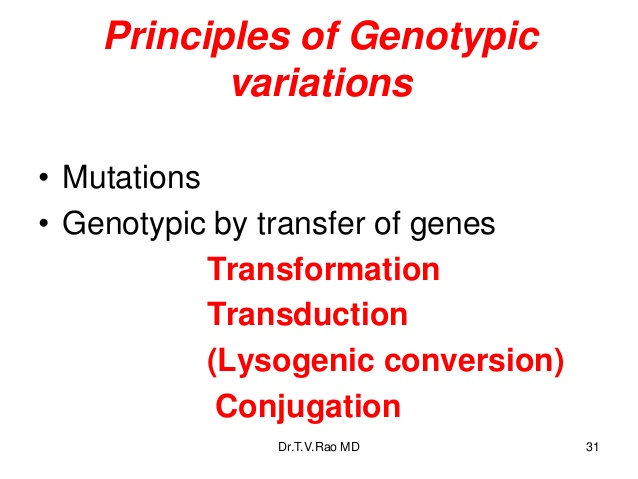 Principles of Genotypic
variations
• Mutations
• Genotypic by transfer of genes
Transformation
Transduction
(Lysogenic conversion)
Conjugation
Dr.T.V.Rao MD
31